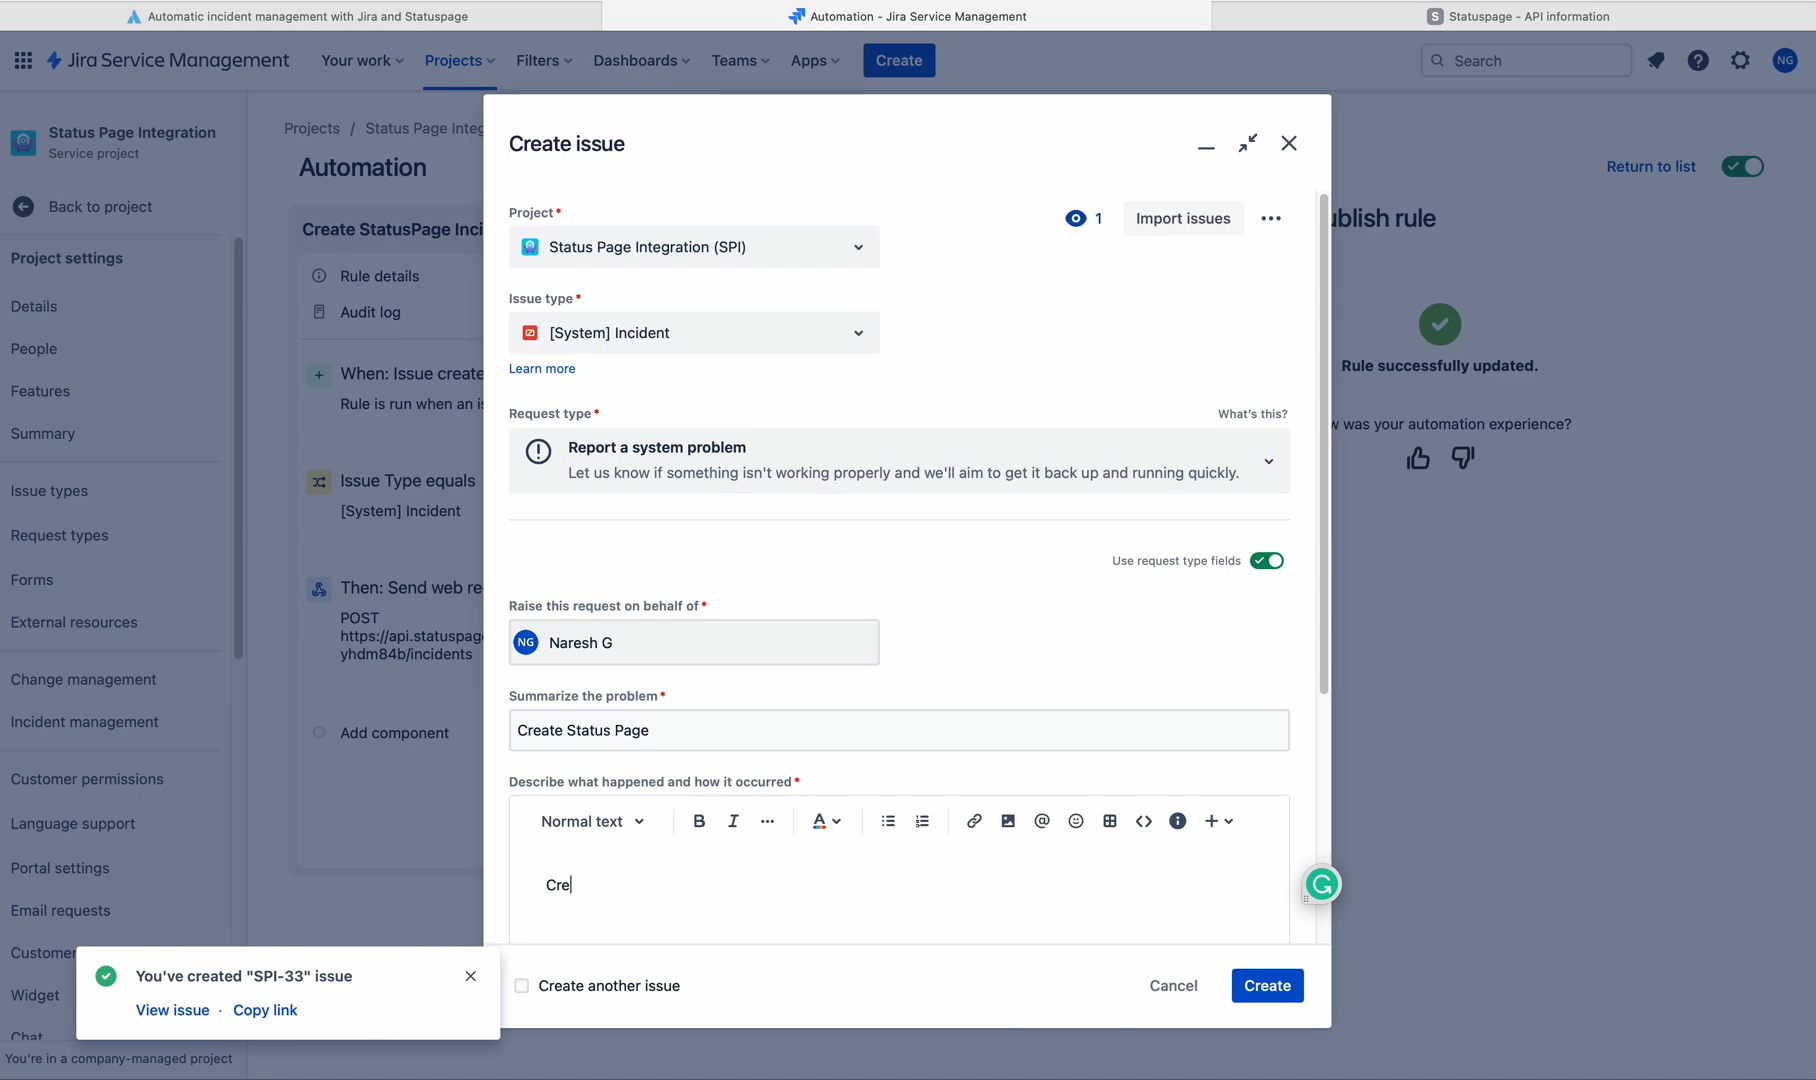 Automatic incident management with Jira and Statuspage
Automation - Jira Service Management
S Statuspage - API information
Jira Service Management
Your work
Projects
Filters
Dashboards
Teams
Apps
Create
Search
NG
Status Page Integration
Service project
Back to project
Project settings
Details
People
Features
Summary
Issue types
Request types
Forms
External resources
Change management
Incident management
Customer permissions
Language support
Portal settings
Email requests
Customer
Widget
Chat
You're in a company-managed project
Projects / Status Page Integ
Automation
Return to list
Create StatusPage Inci
Rule details
Audit log
When: Issue create
Rule is run when an is
Issue Type equals
[System] Incident
Then: Send web re
POST
https://api.statuspage
yhdm84b/incidents
Add component
ublish rule
Rule successfully updated.
w was your automation experience?
Create issue
Project *
1
Import issues
Status Page Integration (SPI)
Issue type *
[System] Incident
Learn more
Request type *
What's this?
Report a system problem
Let us know if something isn't working properly and we'll aim to get it back up and running quickly.
Use request type fields
Raise this request on behalf of *
NG Naresh G
Summarize the problem *
Create Status Page
Describe what happened and how it occurred *
Normal text
B I A @
Cre
Create another issue
Cancel
Create
You've created "SPI-33" issue
View issue · Copy link